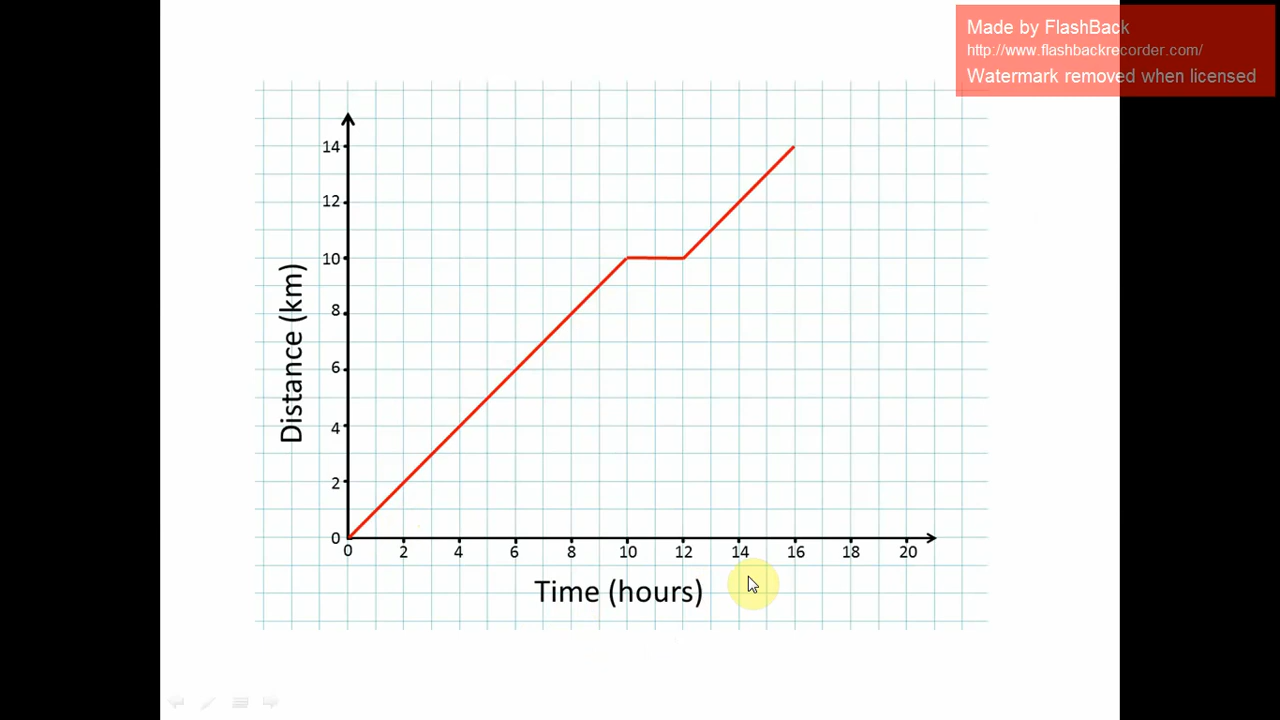 Made by FlashBack
http://www.flashbackrecorder.com/
Watermark removed when licensed
14
12
10
8
6
4
2
0
Distance (km)
0 2 4 6 8 10 12 14 16 18 20
Time (hours)